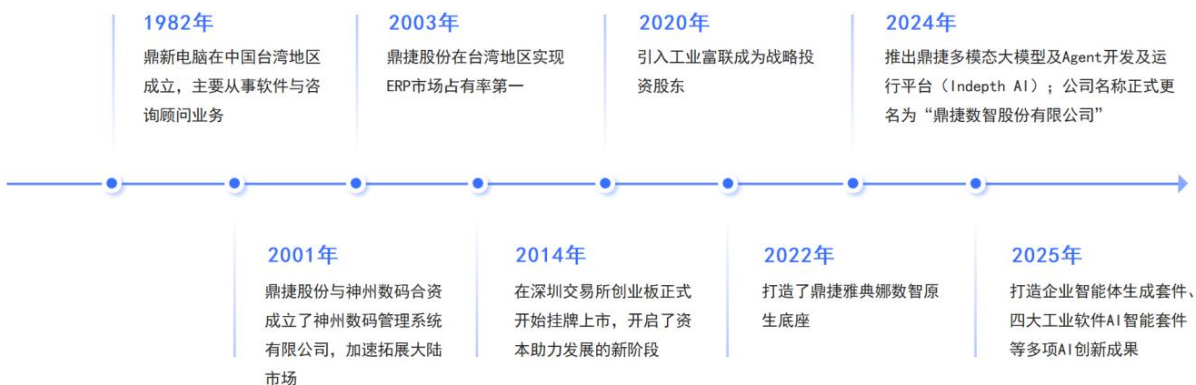 1982年
鼎新电脑在中国台湾地区
成立，主要从事软件与咨
询顾问业务
2003年
鼎捷股份在台湾地区实现
ERP市场占有率第一
2020年
引入工业富联成为战略投
资股东
2024年
推出鼎捷多模态大模型及Agent开发及运
行平台（Indepth AI）；公司名称正式更
名为“鼎捷数智股份有限公司”
2001年
鼎捷股份与神州数码合资
成立了神州数码管理系统
有限公司，加速拓展大陆
市场
2014年
在深圳交易所创业板正式
开始挂牌上市，开启了资
本助力发展的新阶段
2022年
打造了鼎捷雅典娜数智原
生底座
2025年
打造企业智能体生成套件、
四大工业软件AI智能套件
等多项AI创新成果